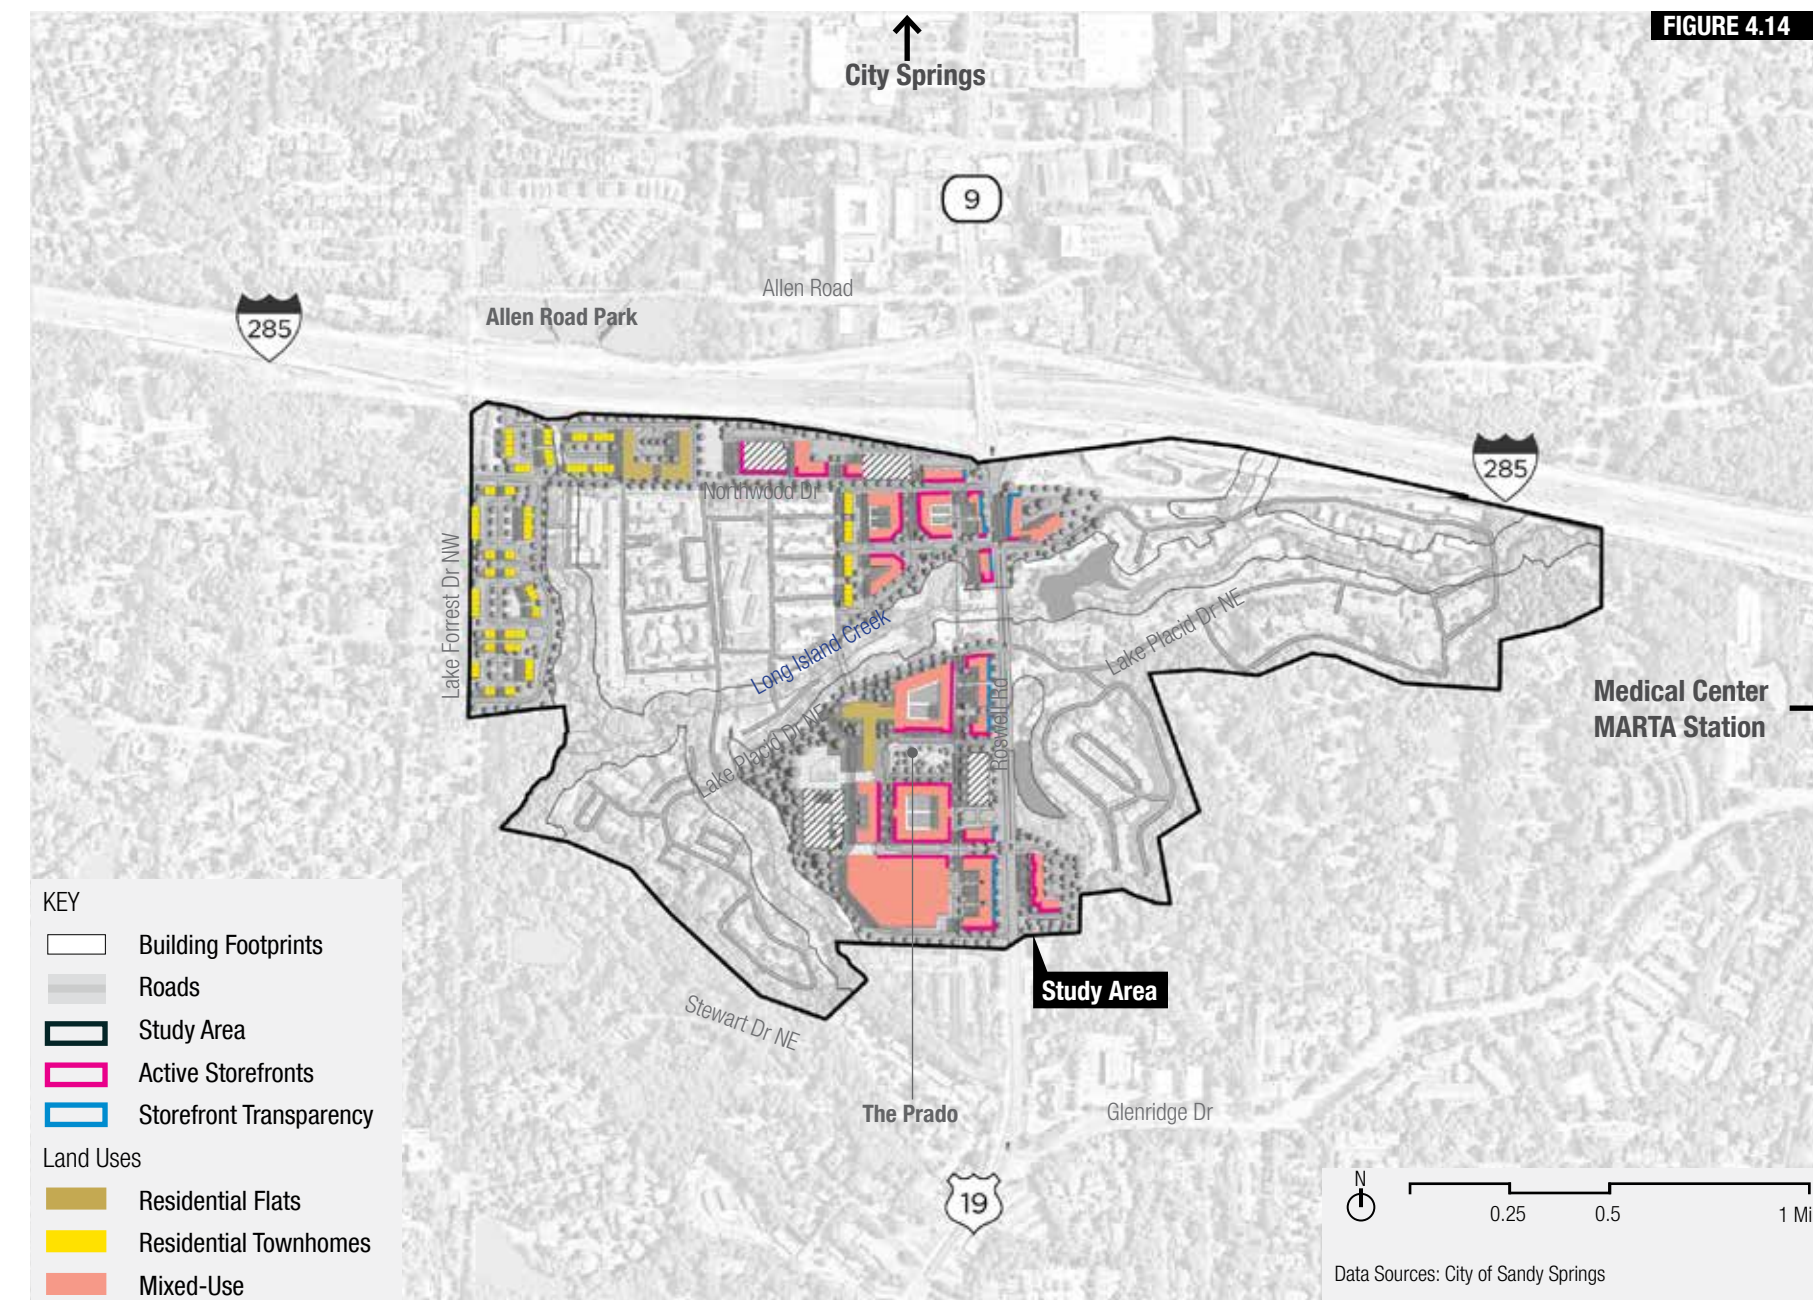 FIGURE 4.14
City Springs
9
Allen Road
285
Allen Road Park
285
Northwood Dr
Lake Forrest Dr NW
Long Island Creek
Lake Placid Dr NE
Lake Placid Dr NE
Roswell Rd
Medical Center
MARTA Station
Study Area
Stewart Dr NE
The Prado
Glenridge Dr
19
KEY
Building Footprints
Roads
Study Area
Active Storefronts
Storefront Transparency
Land Uses
Residential Flats
Residential Townhomes
Mixed-Use
N
0.25
0.5
1 Mi
Data Sources: City of Sandy Springs